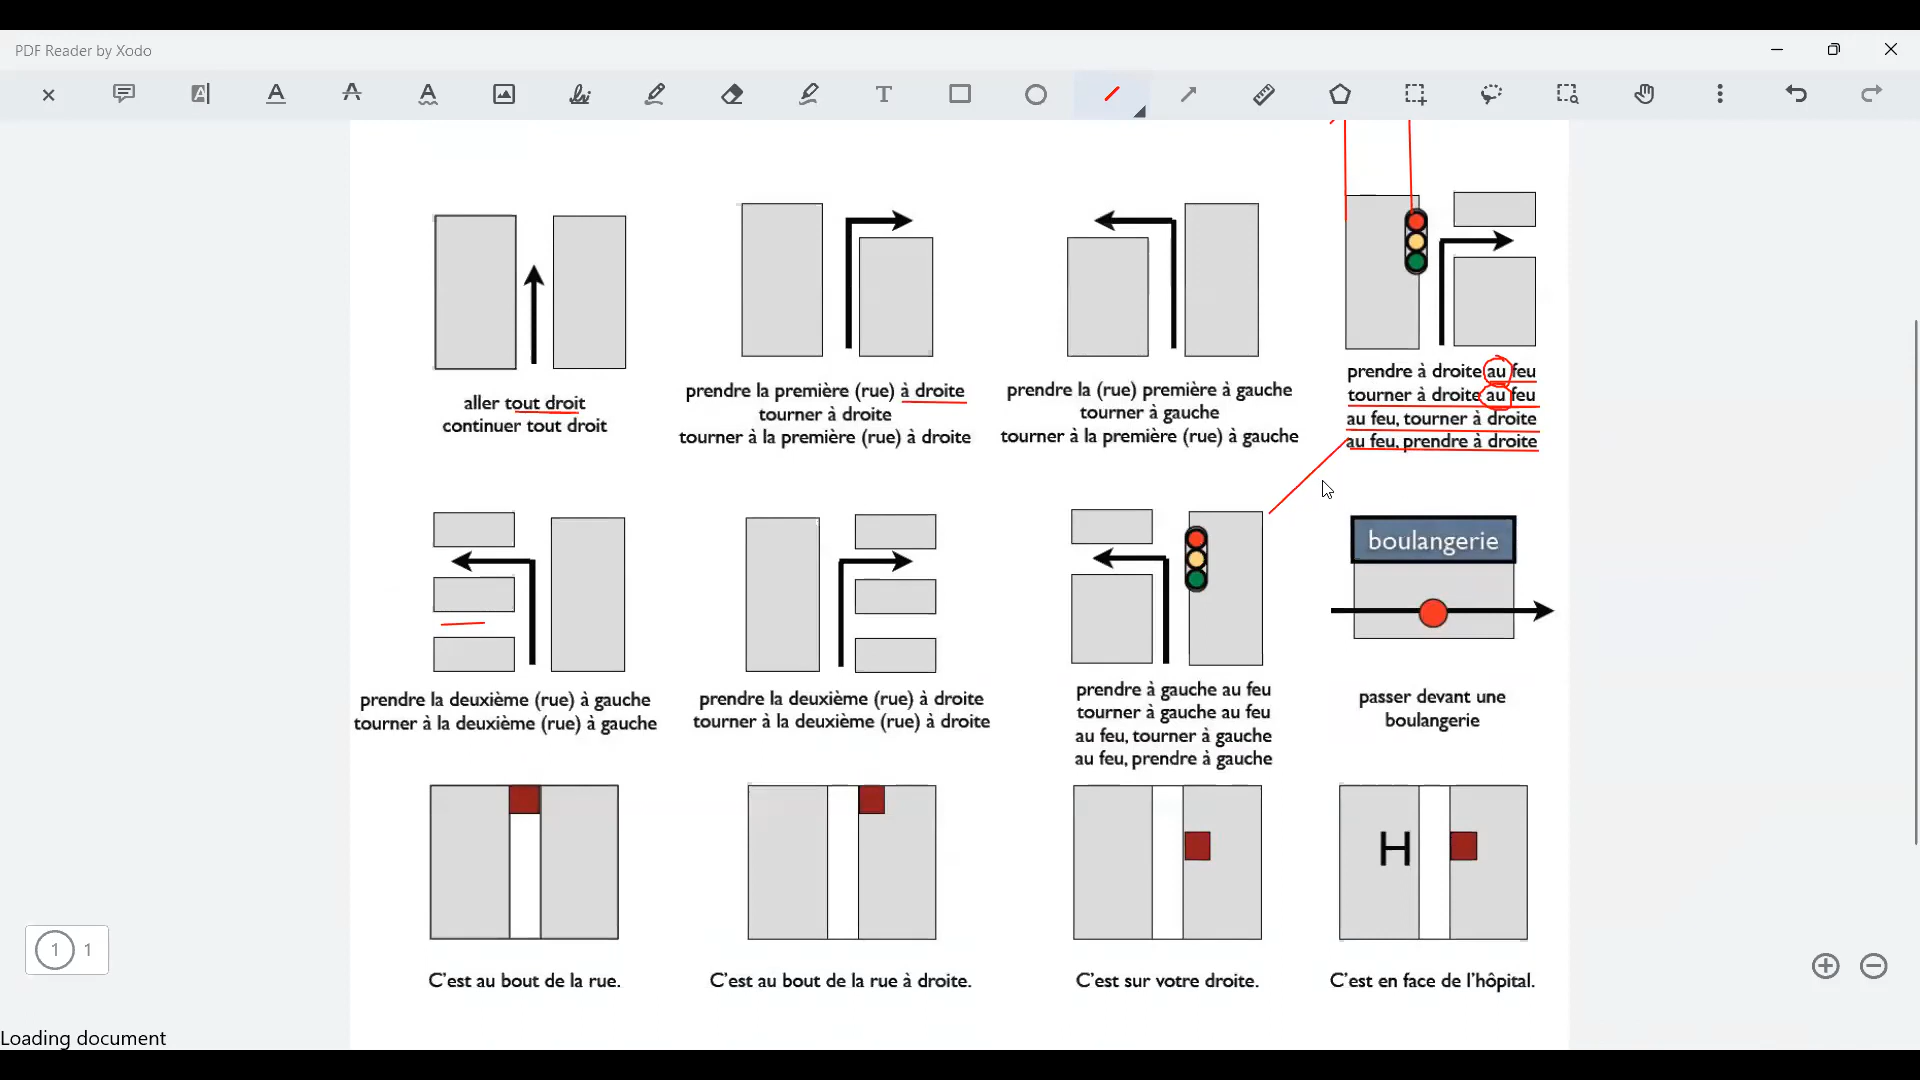 PDF Reader by Xodo
T
aller tout droit
continuer tout droit
prendre la première (rue) à droite
tourner à droite
tourner à la première (rue) à droite
prendre la (rue) première à gauche
tourner à gauche
tourner à la première (rue) à gauche
prendre à droite au feu
tourner à droite au feu
au feu, tourner à droite
au feu, prendre à droite
prendre la deuxième (rue) à gauche
tourner à la deuxième (rue) à gauche
prendre la deuxième (rue) à droite
tourner à la deuxième (rue) à droite
prendre à gauche au feu
tourner à gauche au feu
au feu, tourner à gauche
au feu, prendre à gauche
boulangerie
passer devant une
boulangerie
H
C'est au bout de la rue.
C'est au bout de la rue à droite.
C'est sur votre droite.
C'est en face de l'hôpital.
1 1
Loading document